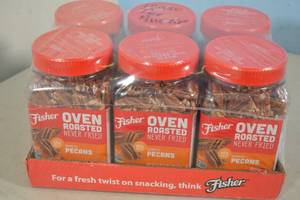 Fisher
OVEN
ROASTED
NEVER FRIED
PECANS
Fisher
OVEN
ROASTED
NEVER FRIED
PECANS
Fisher
OVEN
ROASTED
NEVER FRIED
PECANS
For a fresh twist on snacking, think Fisher